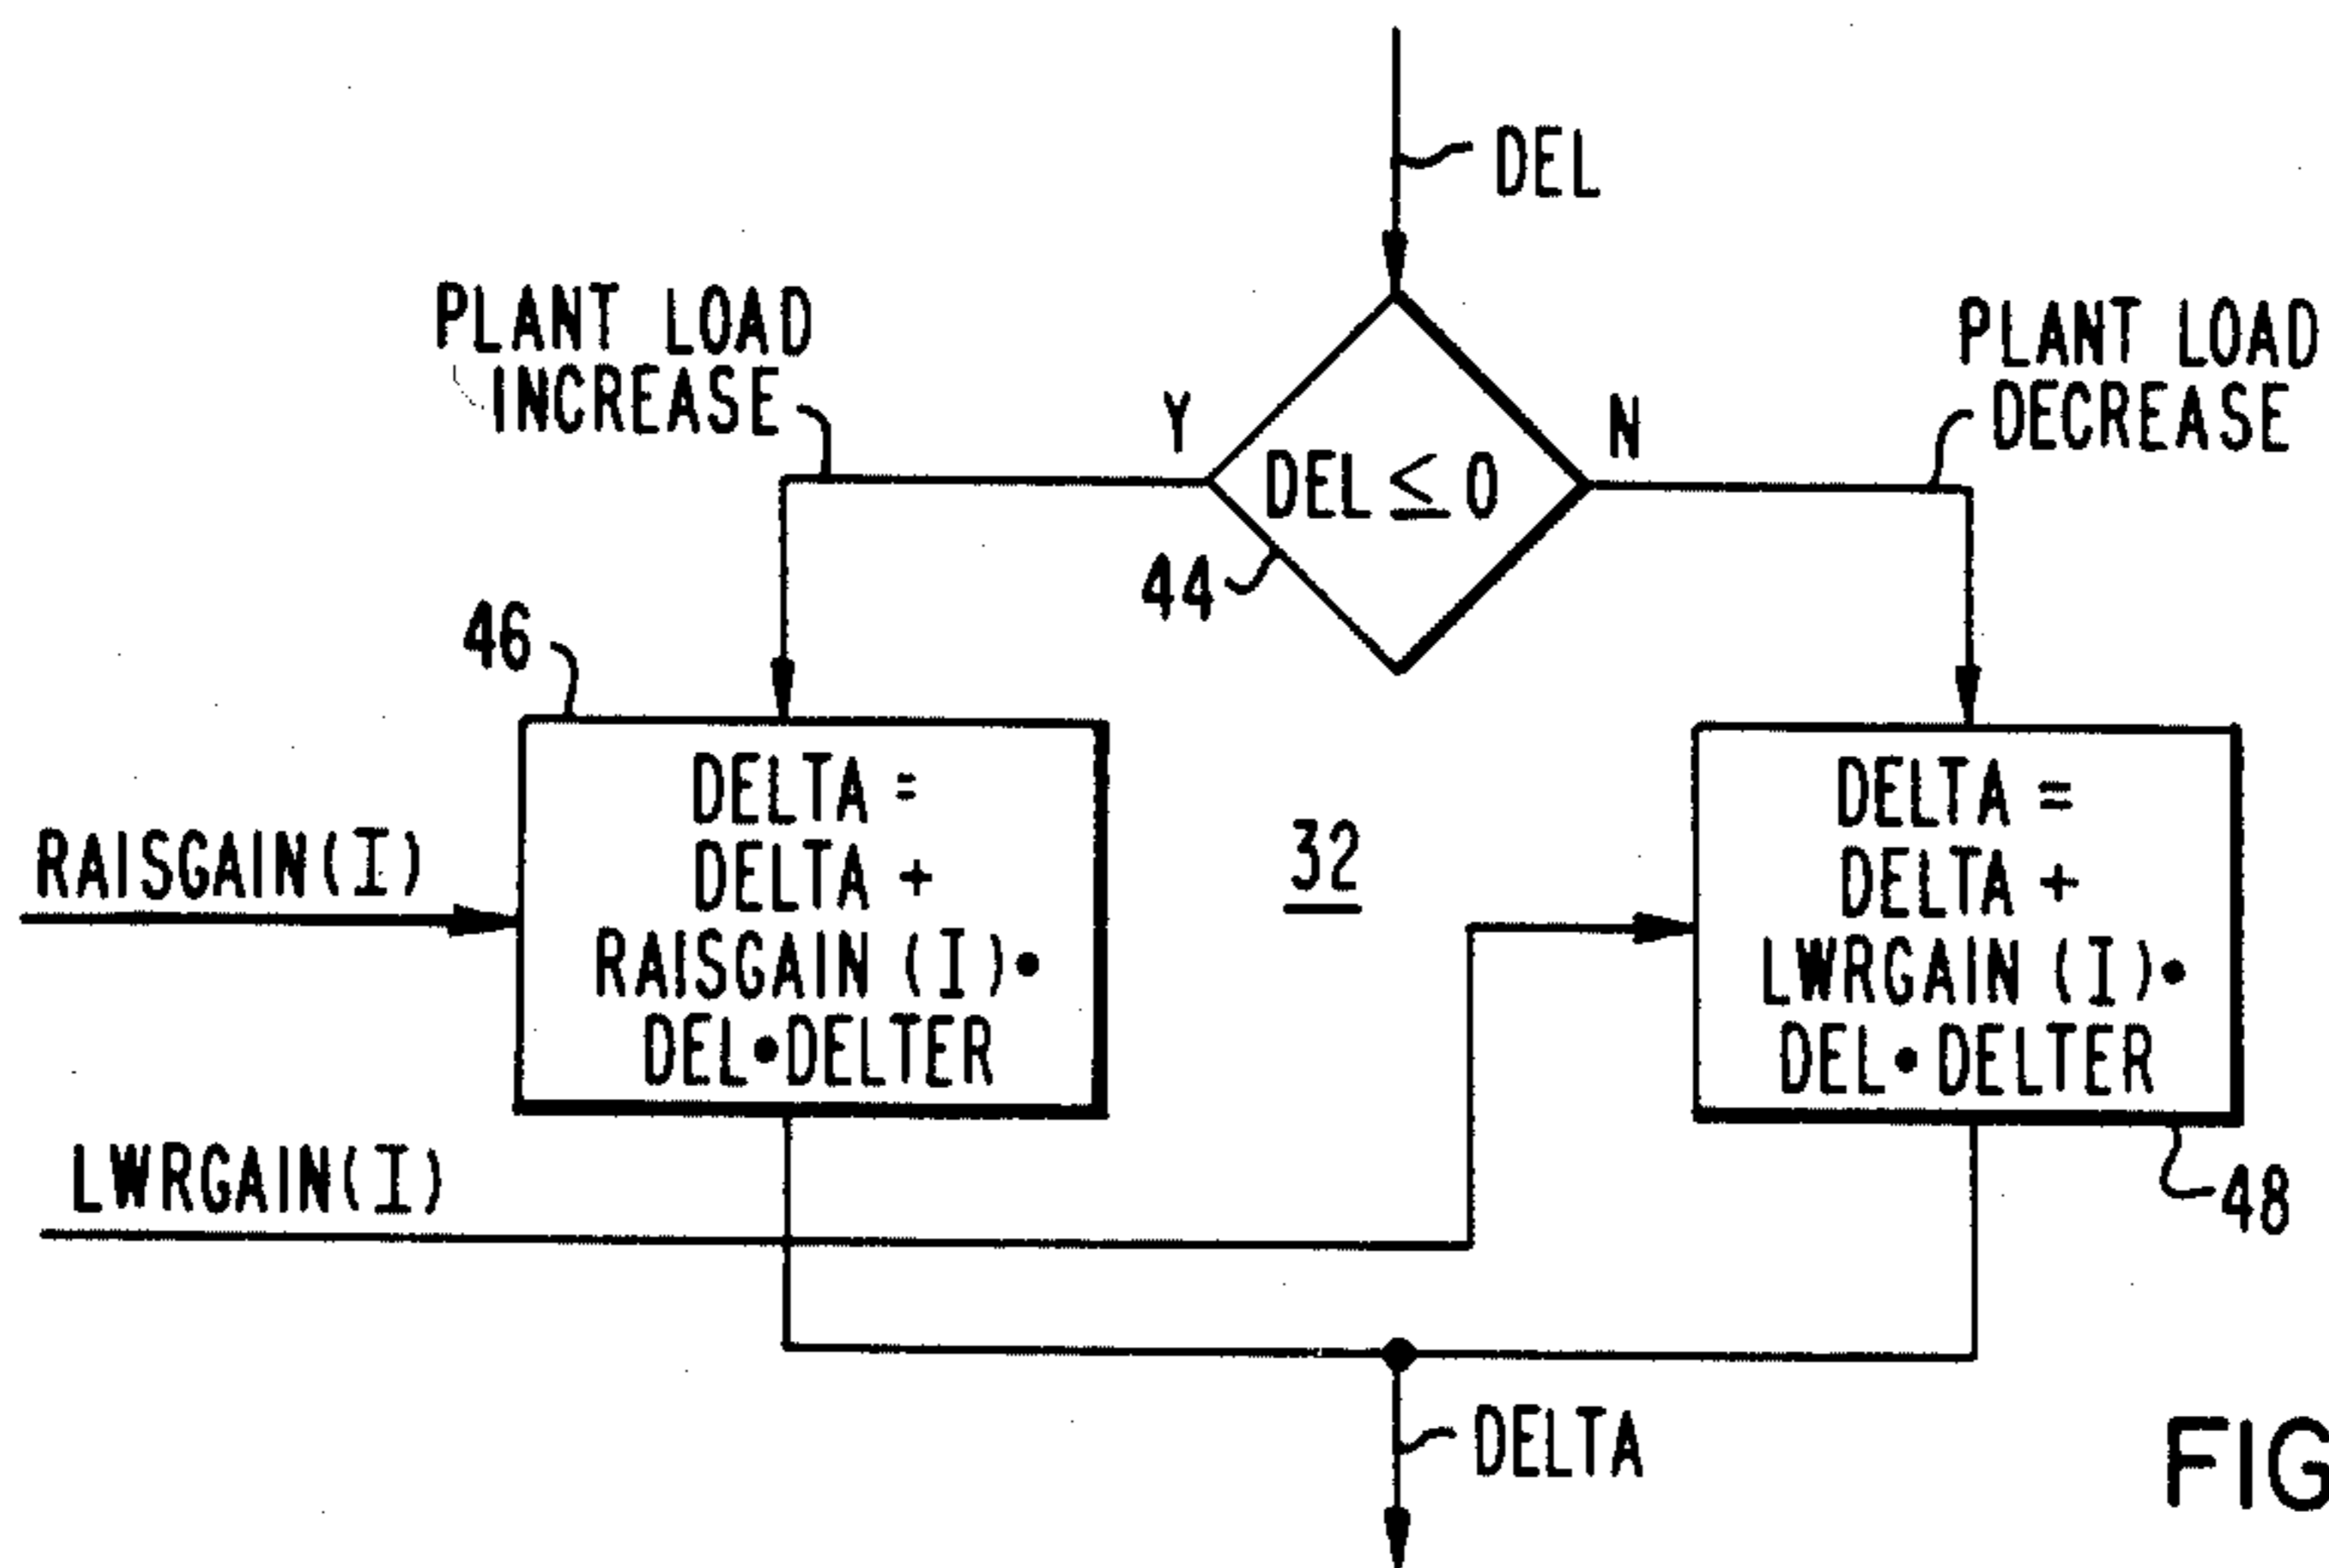 DEL
PLANT LOAD
INCREASE
Y
DEL ≤ 0
N
PLANT LOAD
DECREASE
44
46
DELTA =
DELTA +
RAISGAIN (I)•
DEL•DELTER
RAISGAIN(I)
32
DELTA =
DELTA +
LWRGAIN (I)•
DEL•DELTER
LWRGAIN(I)
48
DELTA
FIG